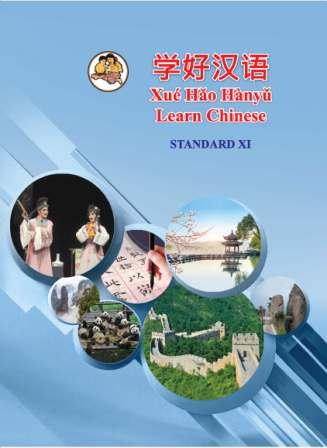 学好汉语
Xué Hǎo Hànyǔ
Learn Chinese
STANDARD XI